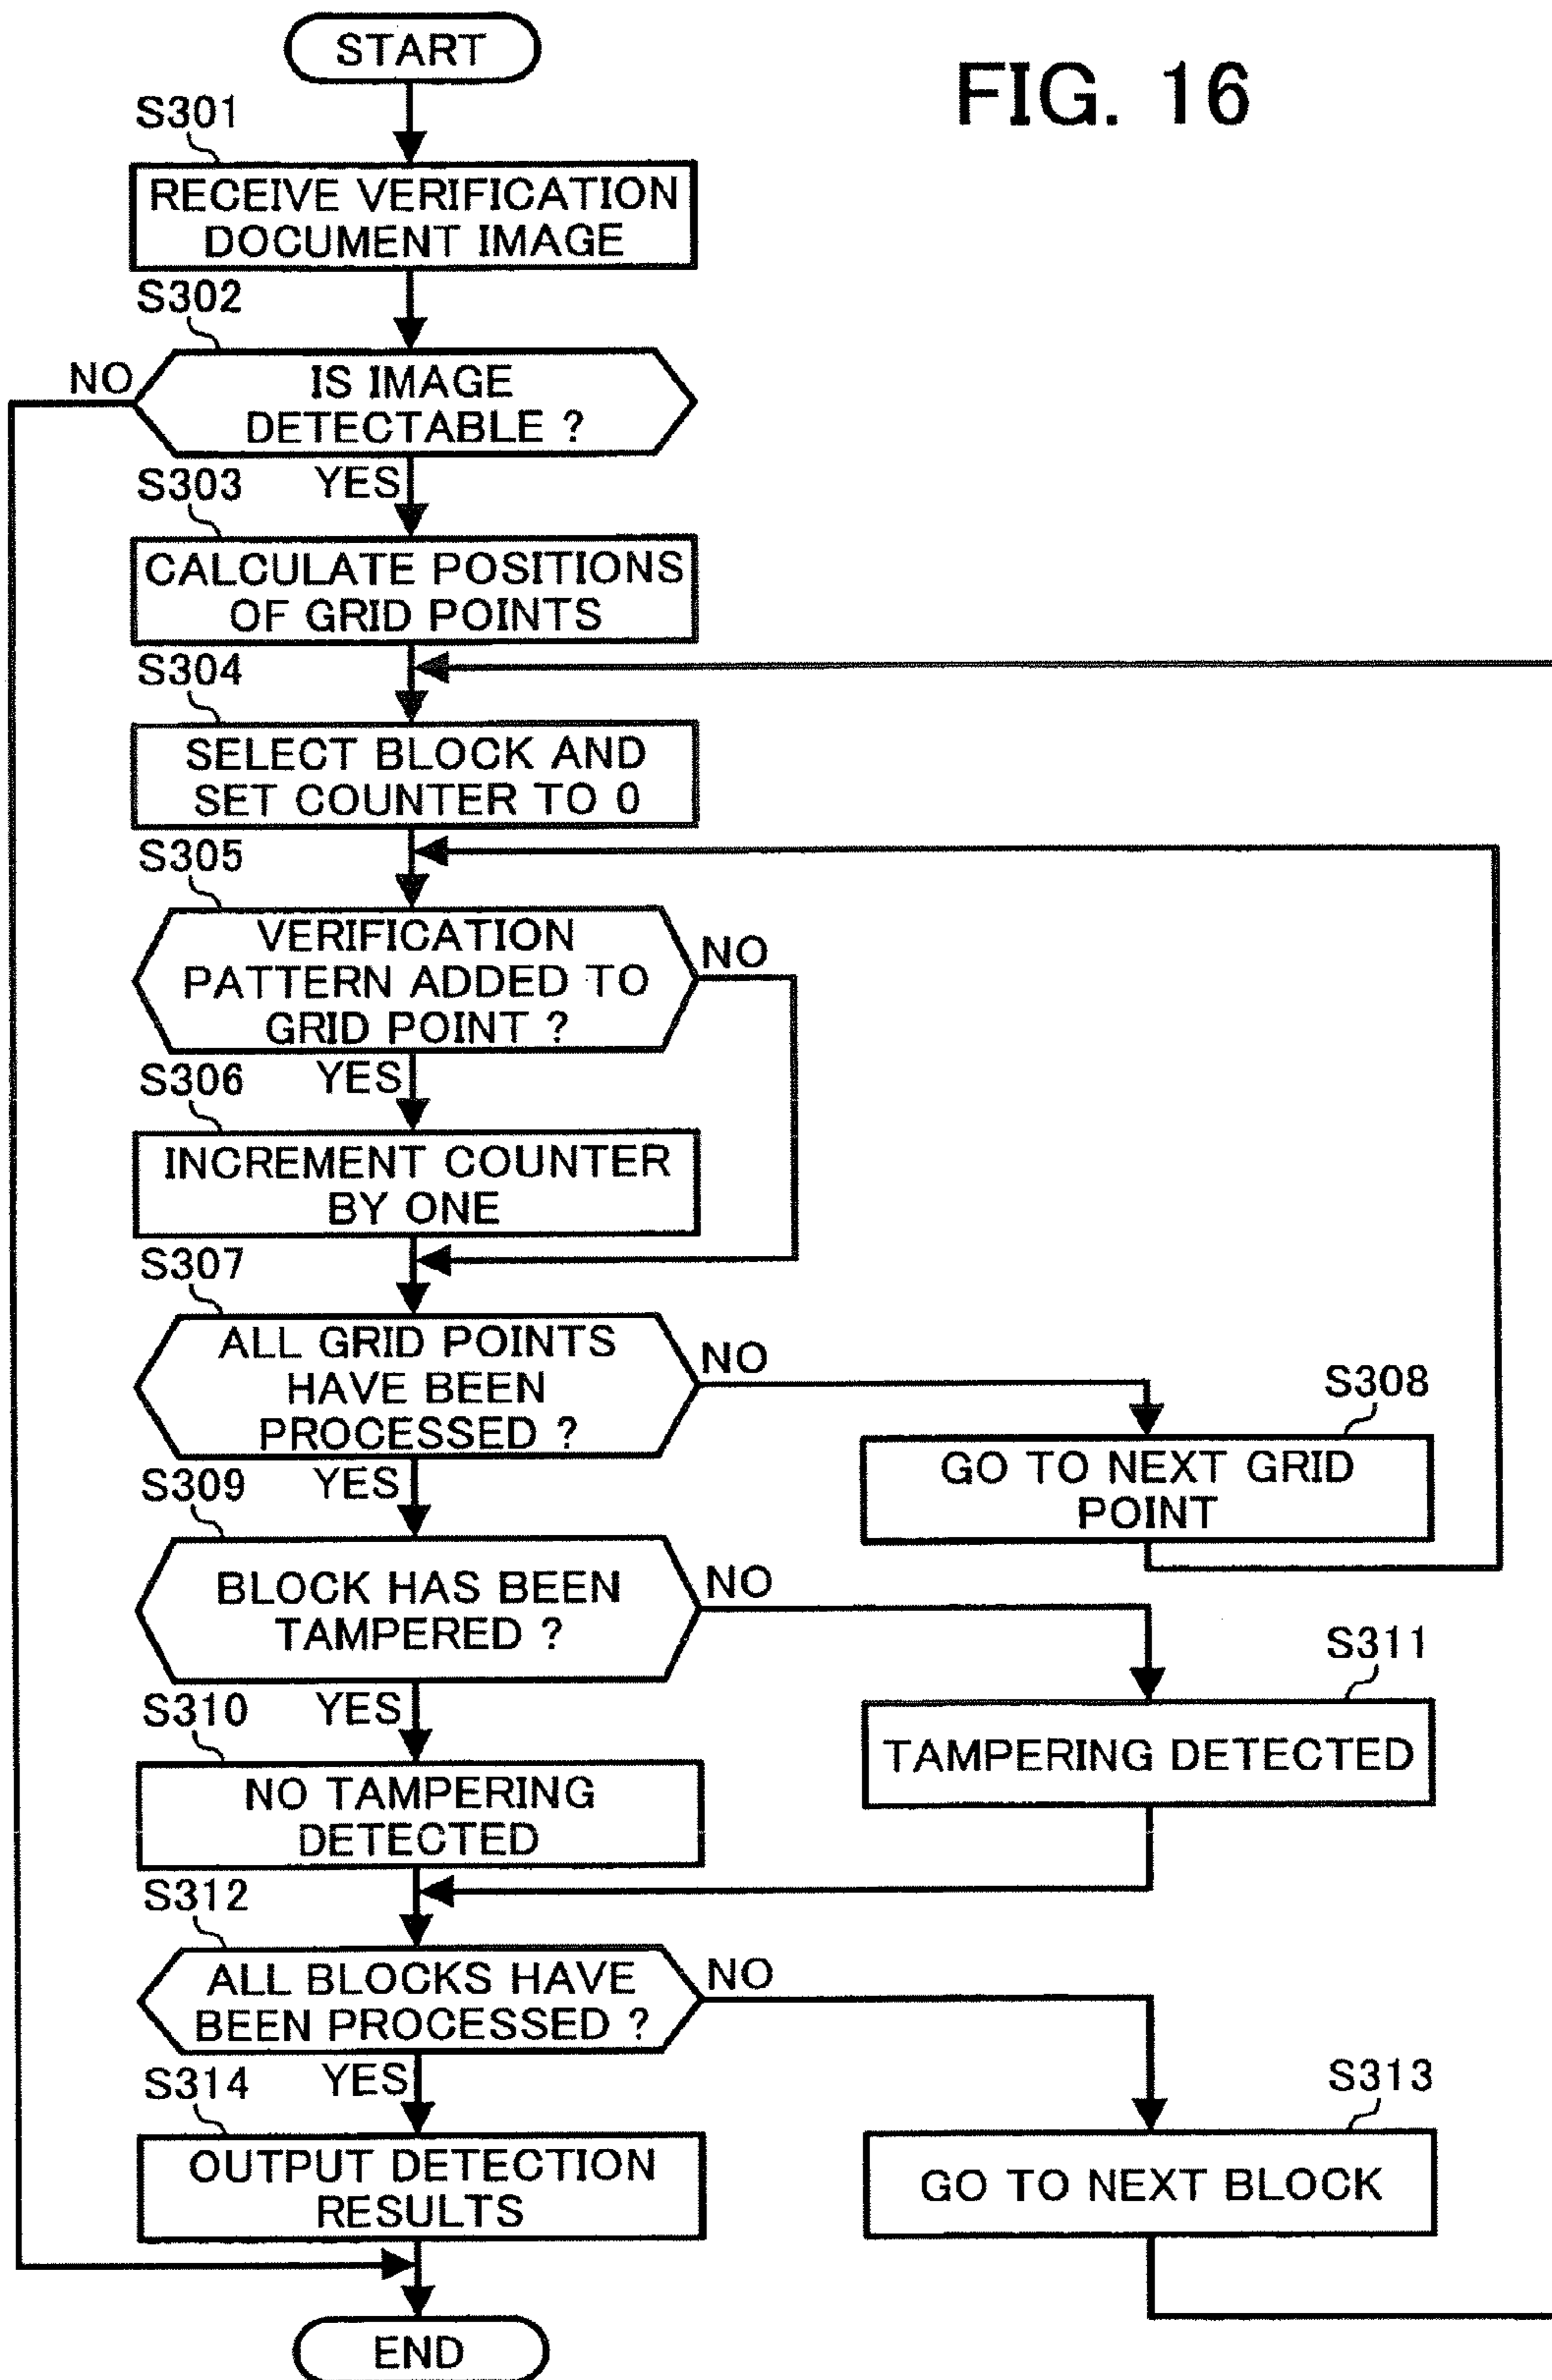 START
FIG. 16
S301
RECEIVE VERIFICATION
DOCUMENT IMAGE
S302
NO
IS IMAGE
DETECTABLE ?
S303
YES
CALCULATE POSITIONS
OF GRID POINTS
S304
SELECT BLOCK AND
SET COUNTER TO 0
S305
VERIFICATION
PATTERN ADDED TO
GRID POINT ?
NO
S306
YES
INCREMENT COUNTER
BY ONE
S307
ALL GRID POINTS
HAVE BEEN
PROCESSED ?
NO
S308
GO TO NEXT GRID
POINT
S309
YES
BLOCK HAS BEEN
TAMPERED ?
NO
S311
TAMPERING DETECTED
S310
YES
NO TAMPERING
DETECTED
S312
ALL BLOCKS HAVE
BEEN PROCESSED ?
NO
S313
GO TO NEXT BLOCK
S314
YES
OUTPUT DETECTION
RESULTS
END